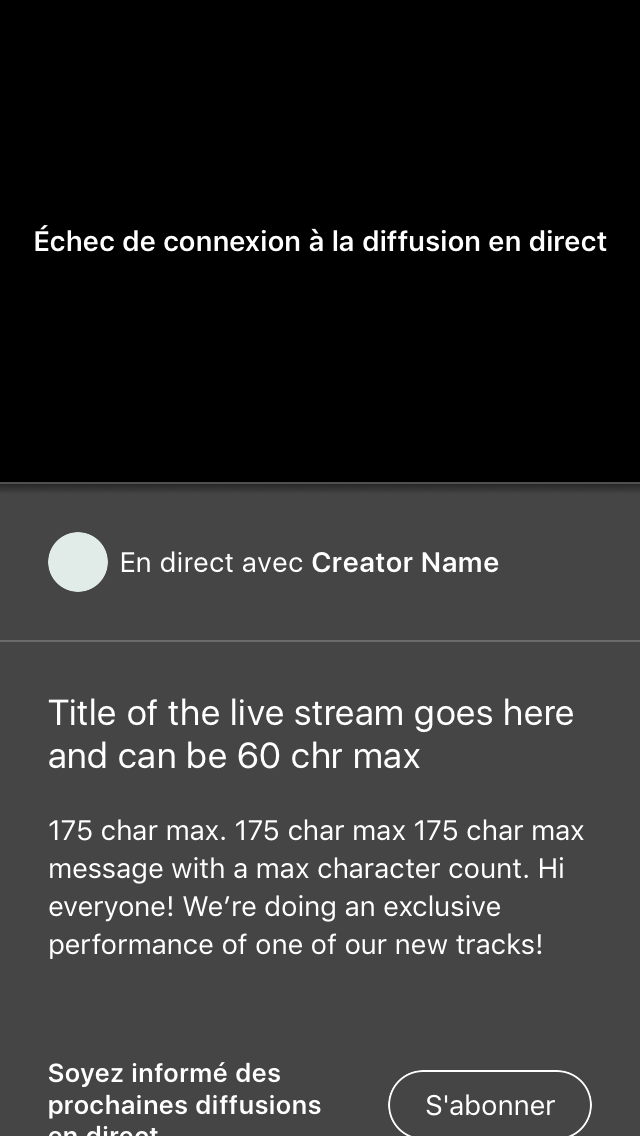 Échec de connexion à la diffusion en direct
En direct avec Creator Name
Title of the live stream goes here
and can be 60 chr max
175 char max. 175 char max 175 char max
message with a max character count. Hi
everyone! We’re doing an exclusive
performance of one of our new tracks!
Soyez informé des
prochaines diffusions
en direct
S'abonner